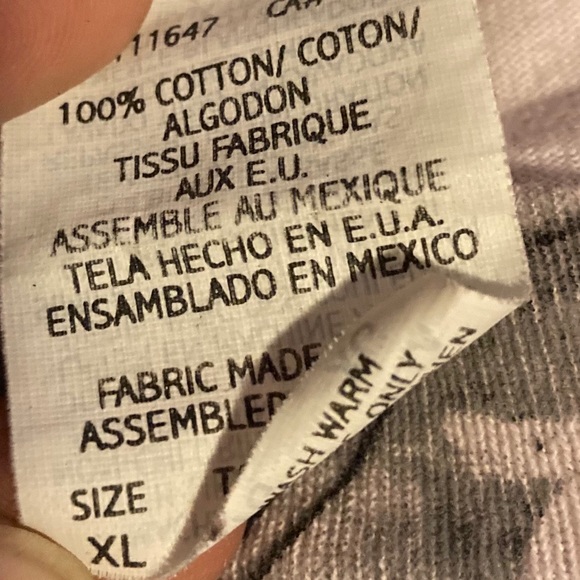 11647 CA#
100% COTTON/ COTON/
ALGODON
TISSU FABRIQUE
AUX E.U.
ASSEMBLE AU MEXIQUE
TELA HECHO EN E.U.A.
ENSAMBLADO EN MEXICO
FABRIC MADE
ASSEMBLED
SIZE
XL
WASH WARM
ONLY